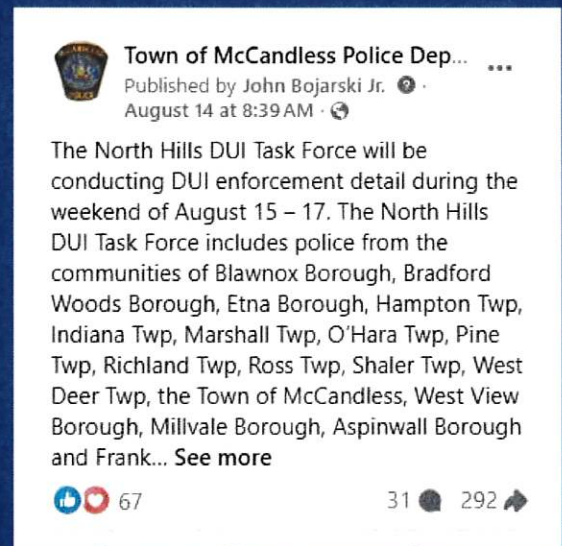 Town of McCandless Police Dep...
Published by John Bojarski Jr.
August 14 at 8:39 AM
The North Hills DUI Task Force will be
conducting DUI enforcement detail during the
weekend of August 15 – 17. The North Hills
DUI Task Force includes police from the
communities of Blawnox Borough, Bradford
Woods Borough, Etna Borough, Hampton Twp,
Indiana Twp, Marshall Twp, O'Hara Twp, Pine
Twp, Richland Twp, Ross Twp, Shaler Twp, West
Deer Twp, the Town of McCandless, West View
Borough, Millvale Borough, Aspinwall Borough
and Frank... See more
67 31 292